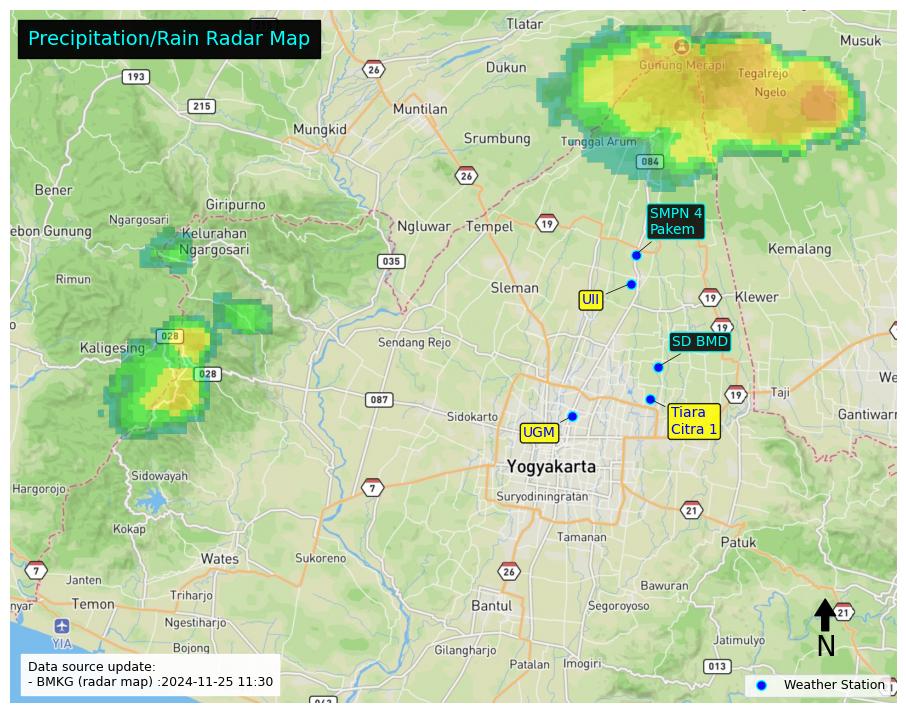 Precipitation/Rain Radar Map
Tlatar
Musuk
26
193
Dukun
Gunung Merapi
Tegalrejo
Ngelo
215
Muntilan
Mungkid
Srumbung
Tunggal Arum
084
26
Bener
Giripurno
Ngargosari
SMPN 4
Pakem
ebon Gunung
Kelurahan
Ngargosari
Ngluwar
Tempel
19
Kemalang
035
Rimun
Sleman
UII
19
Klewer
19
028
Kaligesing
Sendang Rejo
SD BMD
028
087
19
Taji
We
Sidokarto
Tiara
Citra 1
Gantiwarn
UGM
Yogyakarta
Sidowayah
Hargorojo
7
Suryodiningratan
21
Kokap
Tamanan
Patuk
Wates
Sukoreno
7
26
Janten
Bawuran
Triharjo
nyar
Temon
Bantul
Segoroyoso
21
Ngestiharjo
YIA
Bojong
Gilangharjo
Jatimulyo
N
Patalan
Imogiri
013
Data source update:
- BMKG (radar map) :2024-11-25 11:30
Weather Station